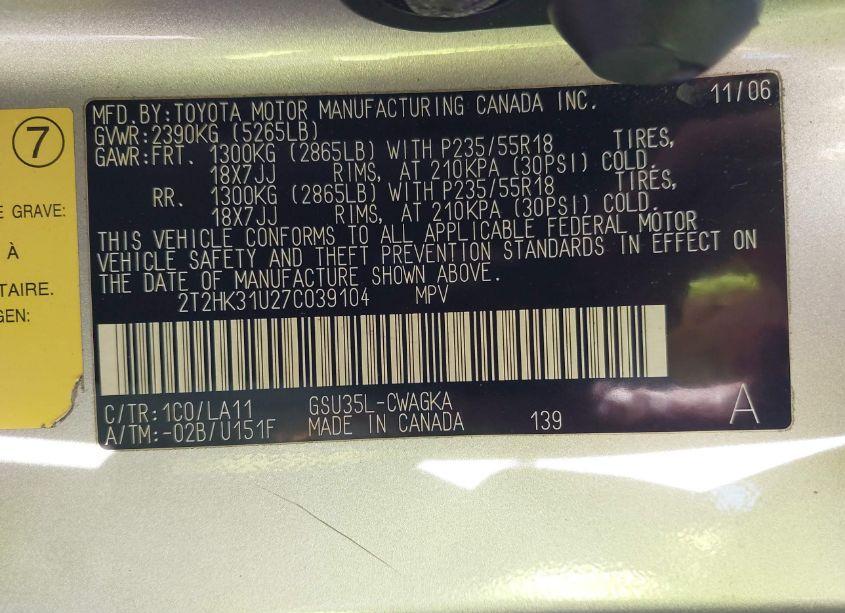 7
E GRAVE:
À
TAIRE.
GEN:
MFD.BY:TOYOTA MOTOR MANUFACTURING CANADA INC. 11/06
GVWR:2390KG (5265LB)
GAWR:FRT. 1300KG (2865LB) WITH P235/55R18 TIRES,
18X7JJ RIMS, AT 210KPA (30PSI) COLD.
RR. 1300KG (2865LB) WITH P235/55R18 TIRES,
18X7JJ RIMS, AT 210KPA (30PSI) COLD.
THIS VEHICLE CONFORMS TO ALL APPLICABLE FEDERAL MOTOR
VEHICLE SAFETY AND THEFT PREVENTION STANDARDS IN EFFECT ON
THE DATE OF MANUFACTURE SHOWN ABOVE.
2T2HK31U27C039104 MPV
C/TR:1C0/LA11 GSU35L-CWAGKA
A/TM:-02B/U151F MADE IN CANADA 139
A